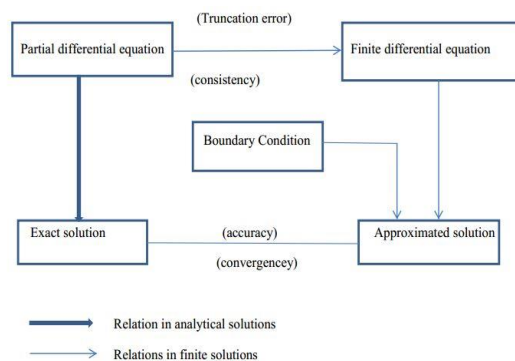 (Truncation error)
Partial differential equation
Finite differential equation
(consistency)
Boundary Condition
Exact solution
(accuracy)
Approximated solution
(convergencey)
Relation in analytical solutions
Relations in finite solutions